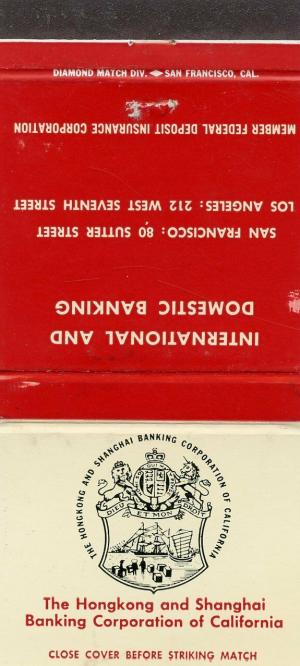 DIAMOND MATCH DIV. SAN FRANCISCO, CAL.
INTERNATIONAL AND
DOMESTIC BANKING
SAN FRANCISCO: 80 SUTTER STREET
LOS ANGELES: 212 WEST SEVENTH STREET
MEMBER FEDERAL DEPOSIT INSURANCE CORPORATION
THE HONGKONG AND SHANGHAI BANKING CORPORATION OF CALIFORNIA
DIEU ET MON DROIT
The Hongkong and Shanghai
Banking Corporation of California
CLOSE COVER BEFORE STRIKING MATCH